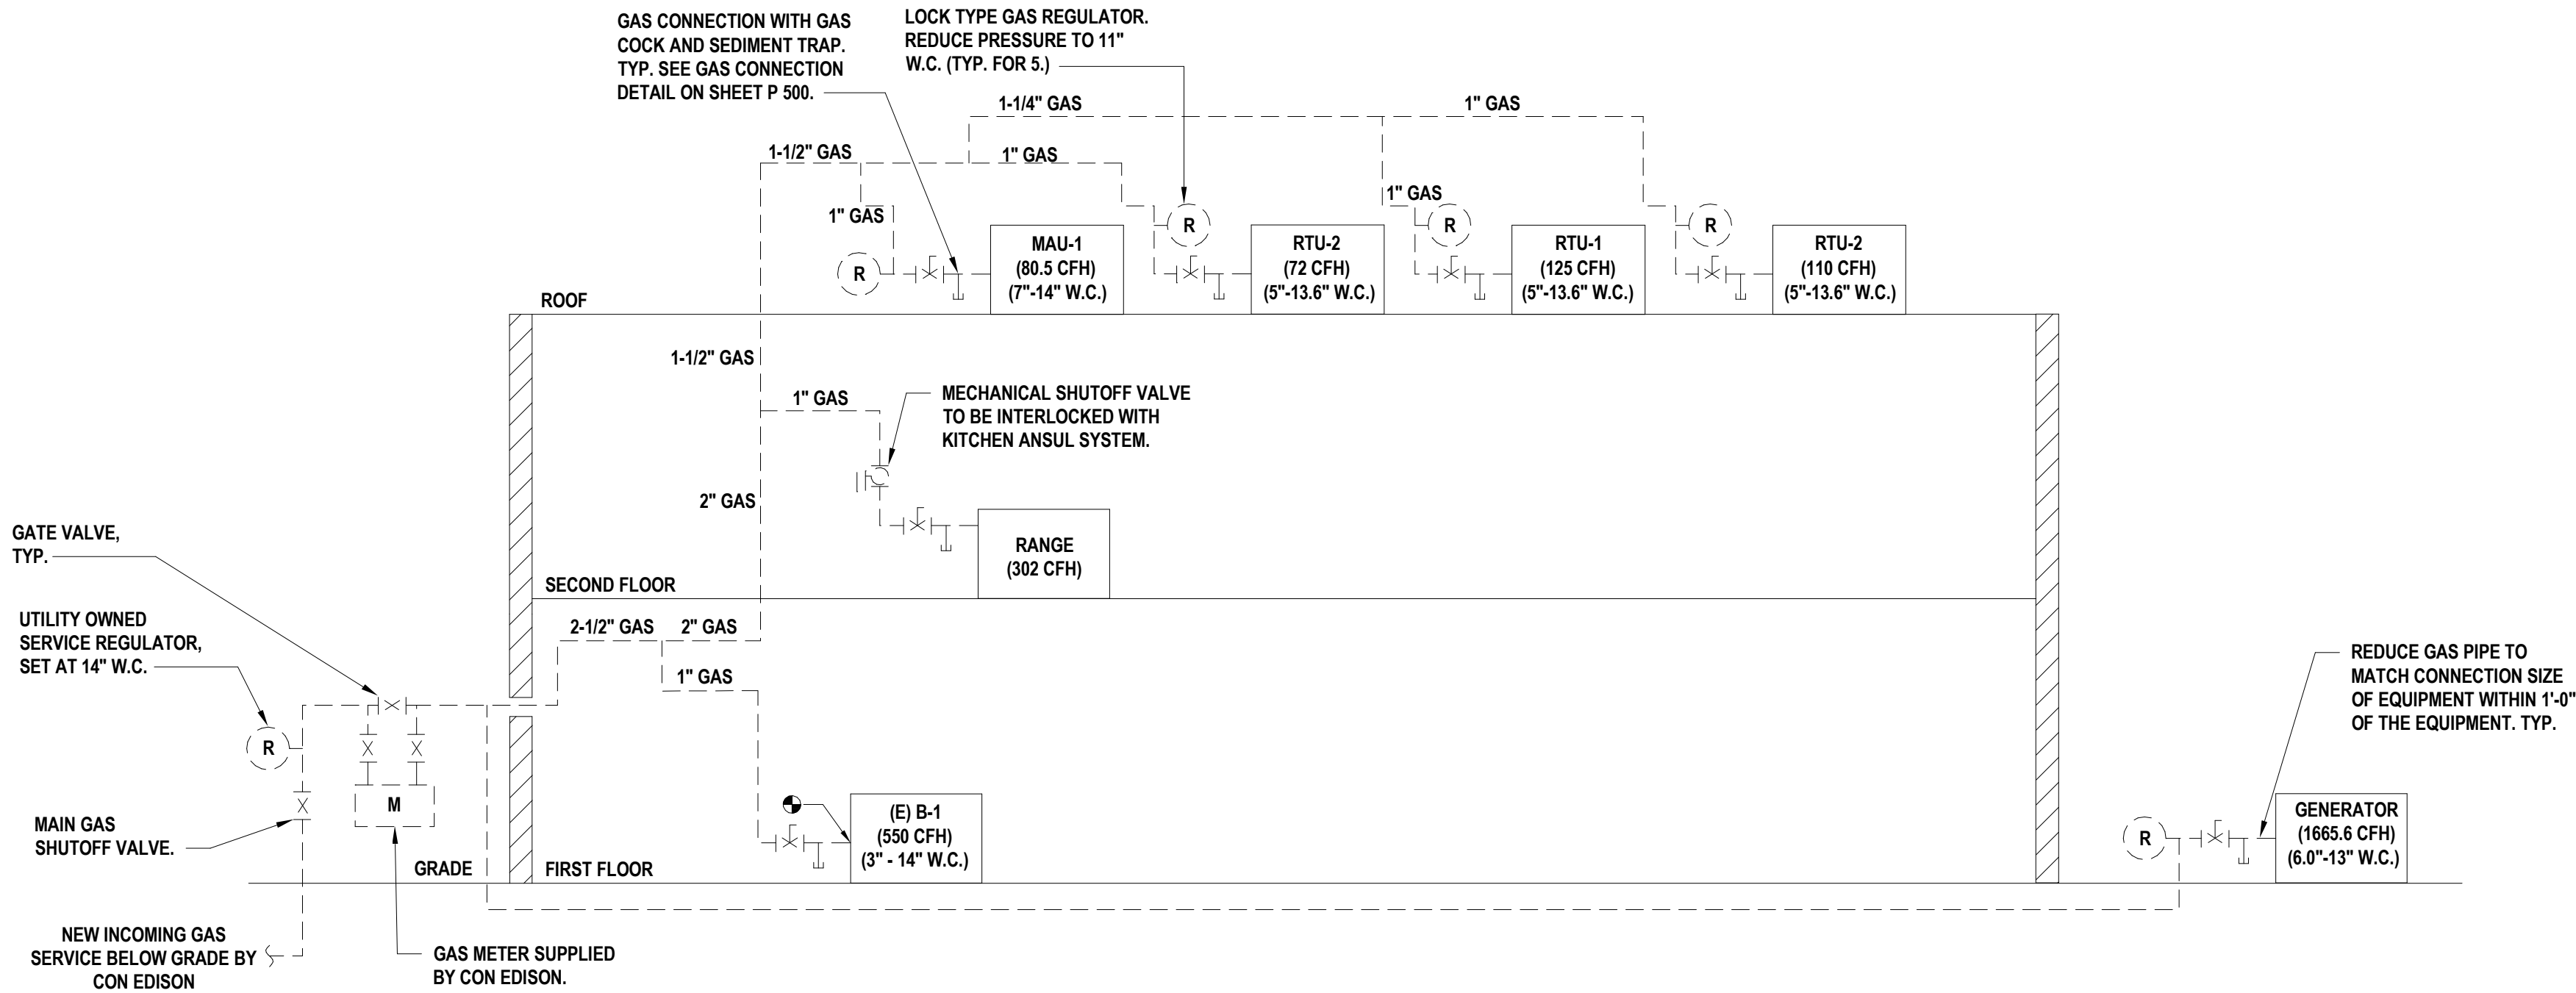 GAS CONNECTION WITH GAS
COCK AND SEDIMENT TRAP.
TYP. SEE GAS CONNECTION
DETAIL ON SHEET P 500.
LOCK TYPE GAS REGULATOR.
REDUCE PRESSURE TO 11"
W.C. (TYP. FOR 5.)
1-1/4" GAS
1" GAS
1-1/2" GAS
1" GAS
1" GAS
1" GAS
R
R
R
R
MAU-1
(80.5 CFH)
(7"-14" W.C.)
RTU-2
(72 CFH)
(5"-13.6" W.C.)
RTU-1
(125 CFH)
(5"-13.6" W.C.)
RTU-2
(110 CFH)
(5"-13.6" W.C.)
ROOF
1-1/2" GAS
1" GAS
MECHANICAL SHUTOFF VALVE
TO BE INTERLOCKED WITH
KITCHEN ANSUL SYSTEM.
2" GAS
RANGE
(302 CFH)
GATE VALVE,
TYP.
SECOND FLOOR
UTILITY OWNED
SERVICE REGULATOR,
SET AT 14" W.C.
2-1/2" GAS
2" GAS
1" GAS
R
M
MAIN GAS
SHUTOFF VALVE.
(E) B-1
(550 CFH)
(3" - 14" W.C.)
GRADE
FIRST FLOOR
REDUCE GAS PIPE TO
MATCH CONNECTION SIZE
OF EQUIPMENT WITHIN 1'-0"
OF THE EQUIPMENT. TYP.
R
GENERATOR
(1665.6 CFH)
(6.0"-13" W.C.)
NEW INCOMING GAS
SERVICE BELOW GRADE BY
CON EDISON
GAS METER SUPPLIED
BY CON EDISON.